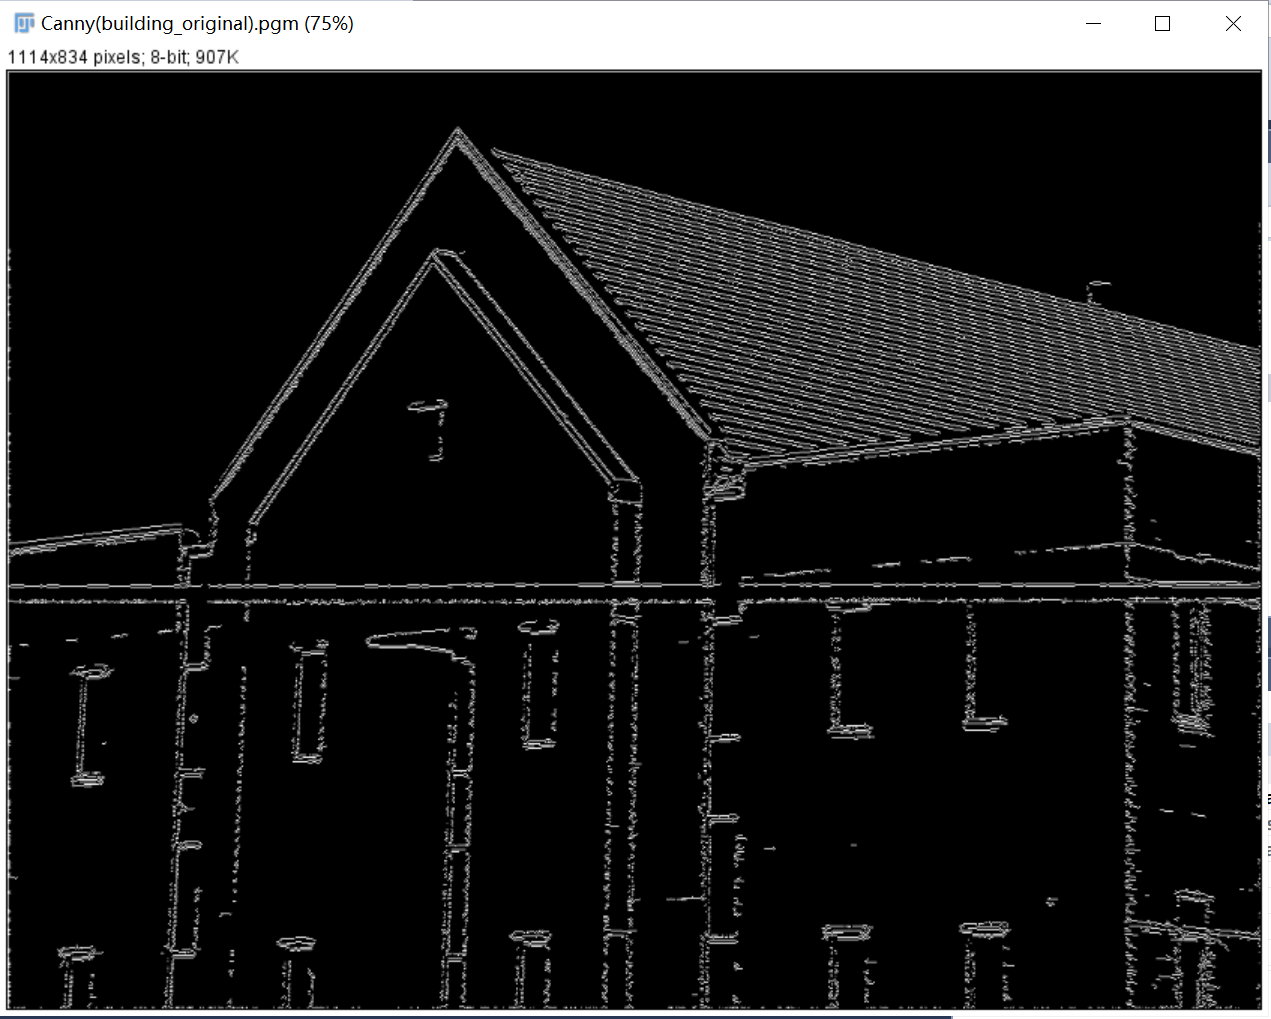 Canny(building_original).pgm (75%)
1114x834 pixels; 8-bit; 907K